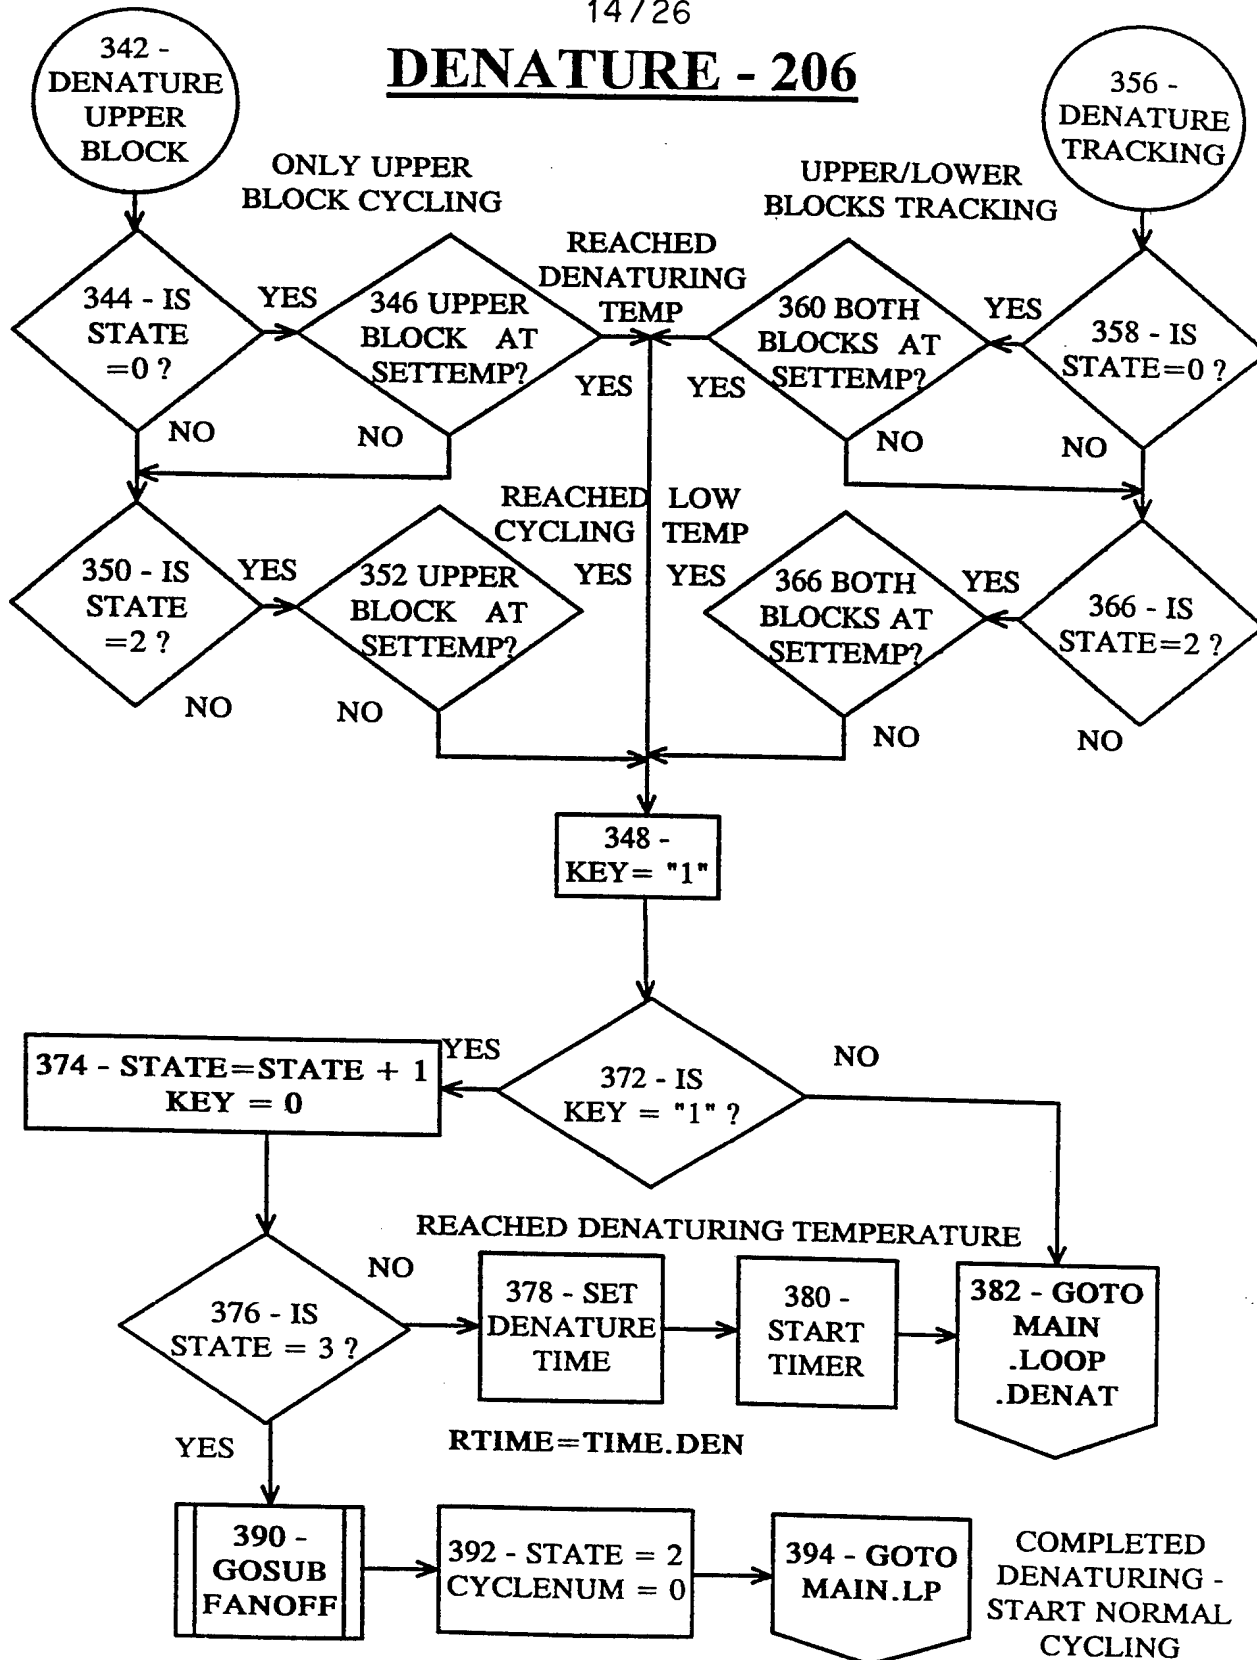 14/26
DENATURE - 206
342 -
DENATURE
UPPER
BLOCK
356 -
DENATURE
TRACKING
ONLY UPPER
BLOCK CYCLING
UPPER/LOWER
BLOCKS TRACKING
REACHED
DENATURING
TEMP
344 - IS
STATE
=0 ?
YES
346 UPPER
BLOCK AT
SETTEMP?
YES
YES
360 BOTH
BLOCKS AT
SETTEMP?
YES
358 - IS
STATE=0 ?
NO
NO
NO
NO
REACHED LOW
CYCLING TEMP
350 - IS
STATE
=2 ?
YES
352 UPPER
BLOCK AT
SETTEMP?
YES
YES
366 BOTH
BLOCKS AT
SETTEMP?
YES
366 - IS
STATE=2 ?
NO
NO
NO
NO
348 -
KEY= "1"
372 - IS
KEY = "1" ?
YES
NO
374 - STATE=STATE + 1
KEY = 0
REACHED DENATURING TEMPERATURE
376 - IS
STATE = 3 ?
NO
378 - SET
DENATURE
TIME
380 -
START
TIMER
382 - GOTO
MAIN
.LOOP
.DENAT
YES
RTIME=TIME.DEN
390 -
GOSUB
FANOFF
392 - STATE = 2
CYCLENUM = 0
394 - GOTO
MAIN.LP
COMPLETED
DENATURING -
START NORMAL
CYCLING